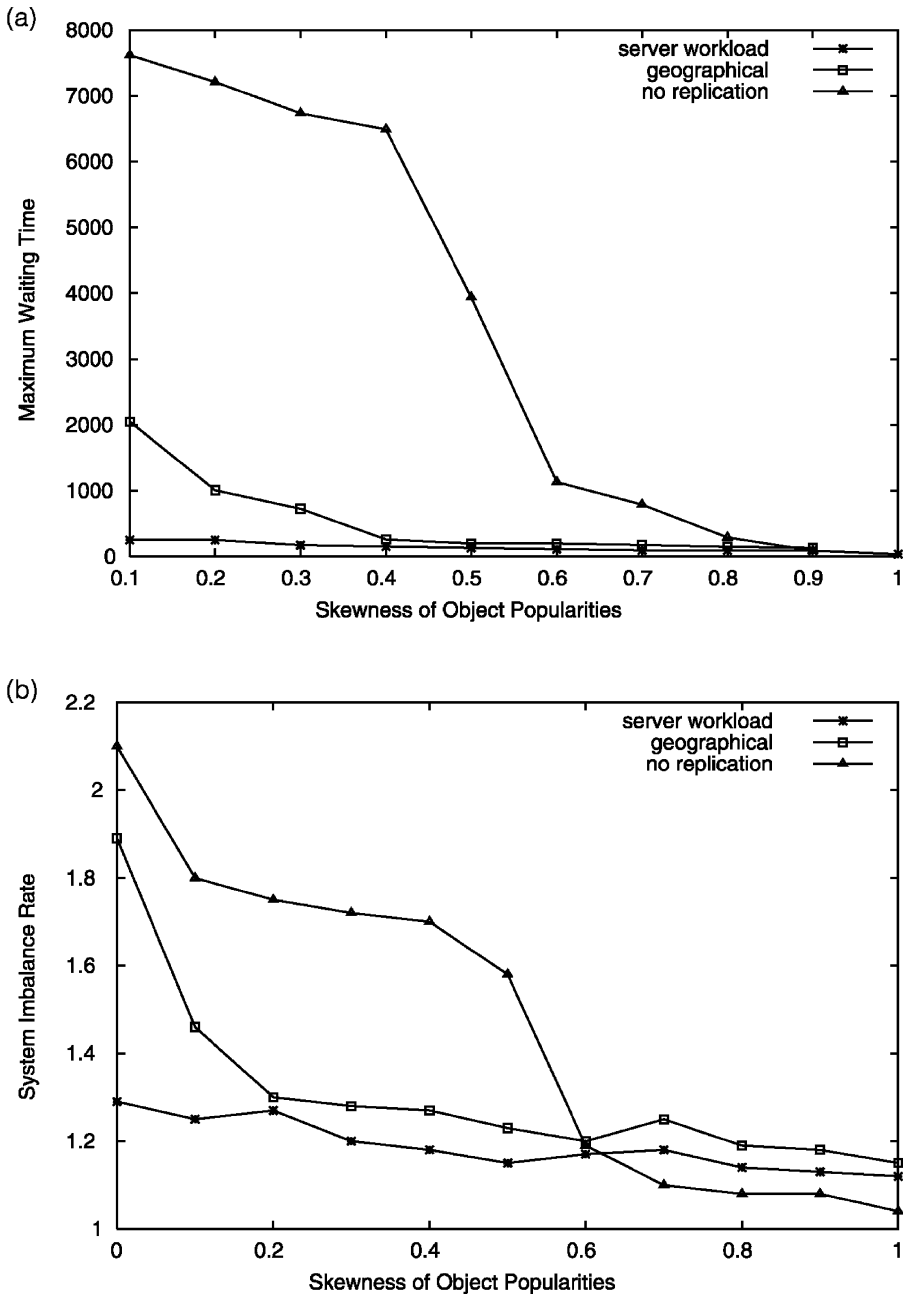 (a)
8000
7000
6000
5000
4000
3000
2000
1000
0
Maximum Waiting Time
server workload
geographical
no replication
0.1 0.2 0.3 0.4 0.5 0.6 0.7 0.8 0.9 1
Skewness of Object Popularities
(b)
2.2
2
1.8
1.6
1.4
1.2
1
System Imbalance Rate
server workload
geographical
no replication
0 0.2 0.4 0.6 0.8 1
Skewness of Object Popularities